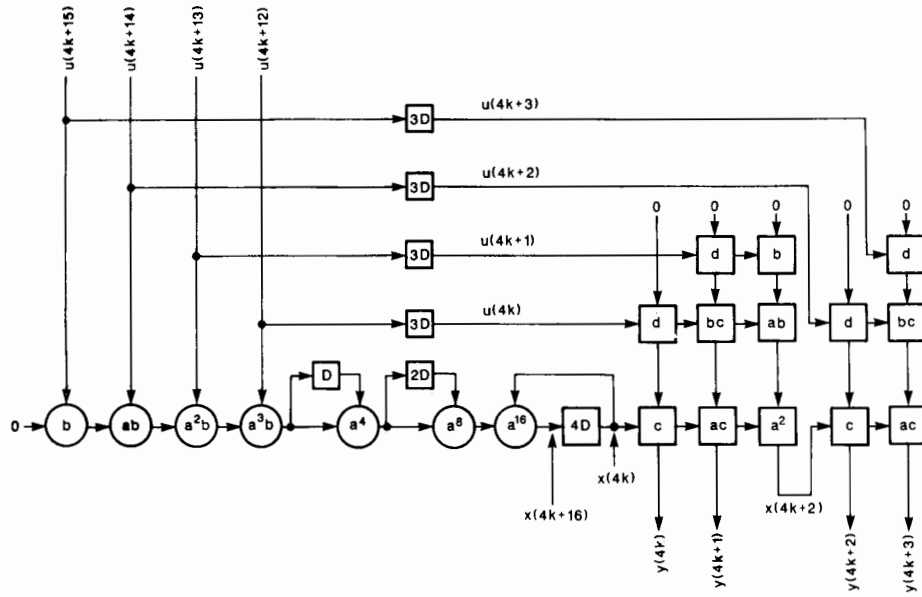 u(4k+15)
u(4k+14)
u(4k+13)
u(4k+12)
3D
u(4k+3)
3D
u(4k+2)
0
0
0
0
0
3D
u(4k+1)
d
b
d
3D
u(4k)
d
bc
ab
d
bc
D
2D
0
b
ab
a²b
a³b
a⁴
a⁸
a¹⁶
4D
c
ac
a²
c
ac
x(4k)
x(4k+16)
x(4k+2)
y(4k)
y(4k+1)
y(4k+2)
y(4k+3)